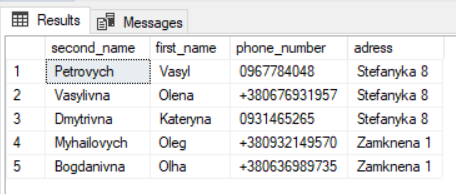 Results Messages
second_name first_name phone_number adress
1 Petrovych Vasyl 0967784048 Stefanyka 8
2 Vasylivna Olena +380676931957 Stefanyka 8
3 Dmytrivna Kateryna 0931465265 Stefanyka 8
4 Myhailovych Oleg +380932149570 Zamknena 1
5 Bogdanivna Olha +380636989735 Zamknena 1